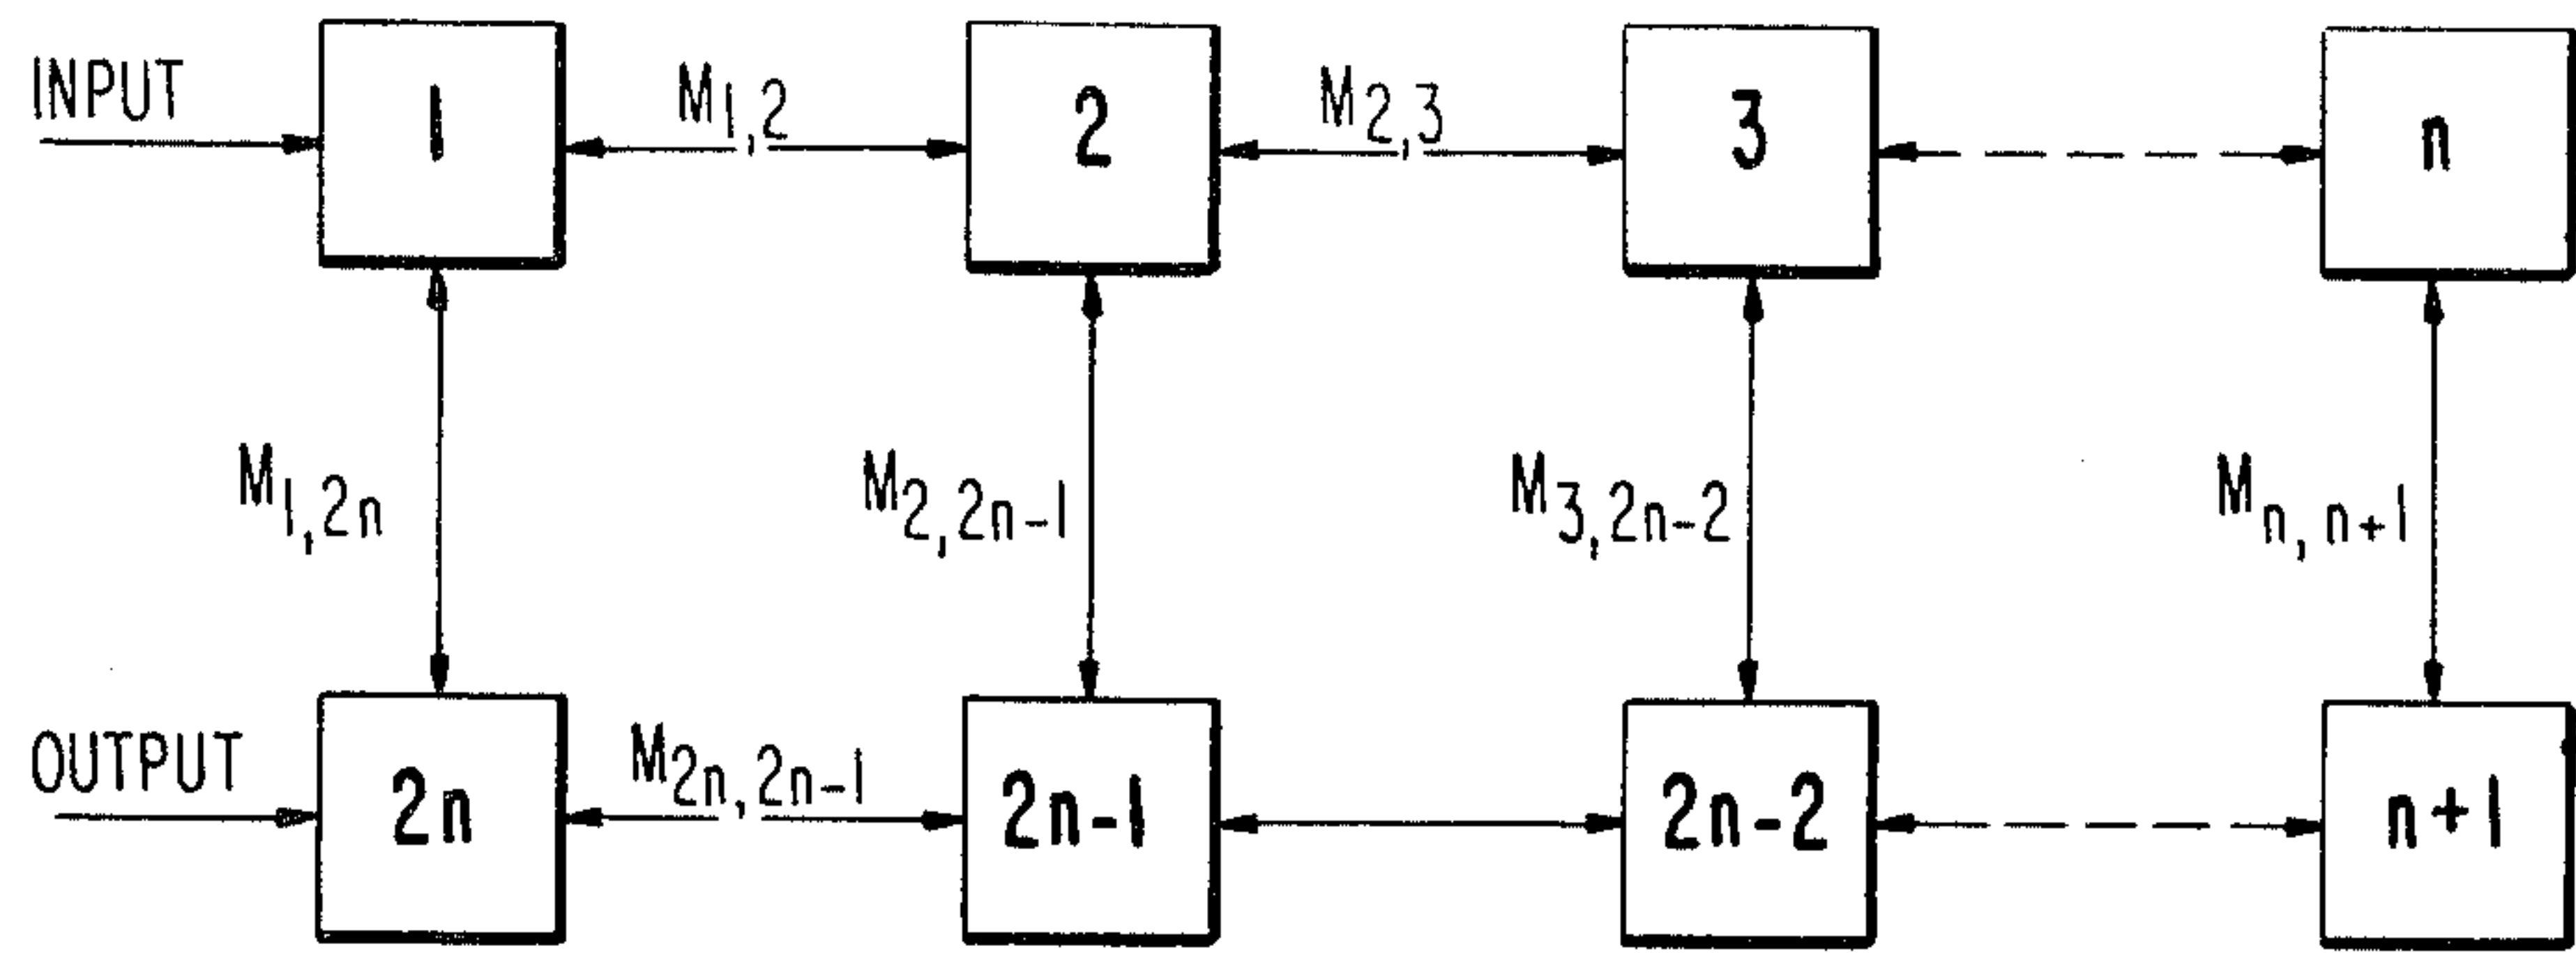 INPUT
1
M1,2
2
M2,3
3
n
M1,2n
M2,2n-1
M3,2n-2
Mn,n+1
OUTPUT
2n
M2n,2n-1
2n-1
2n-2
n+1